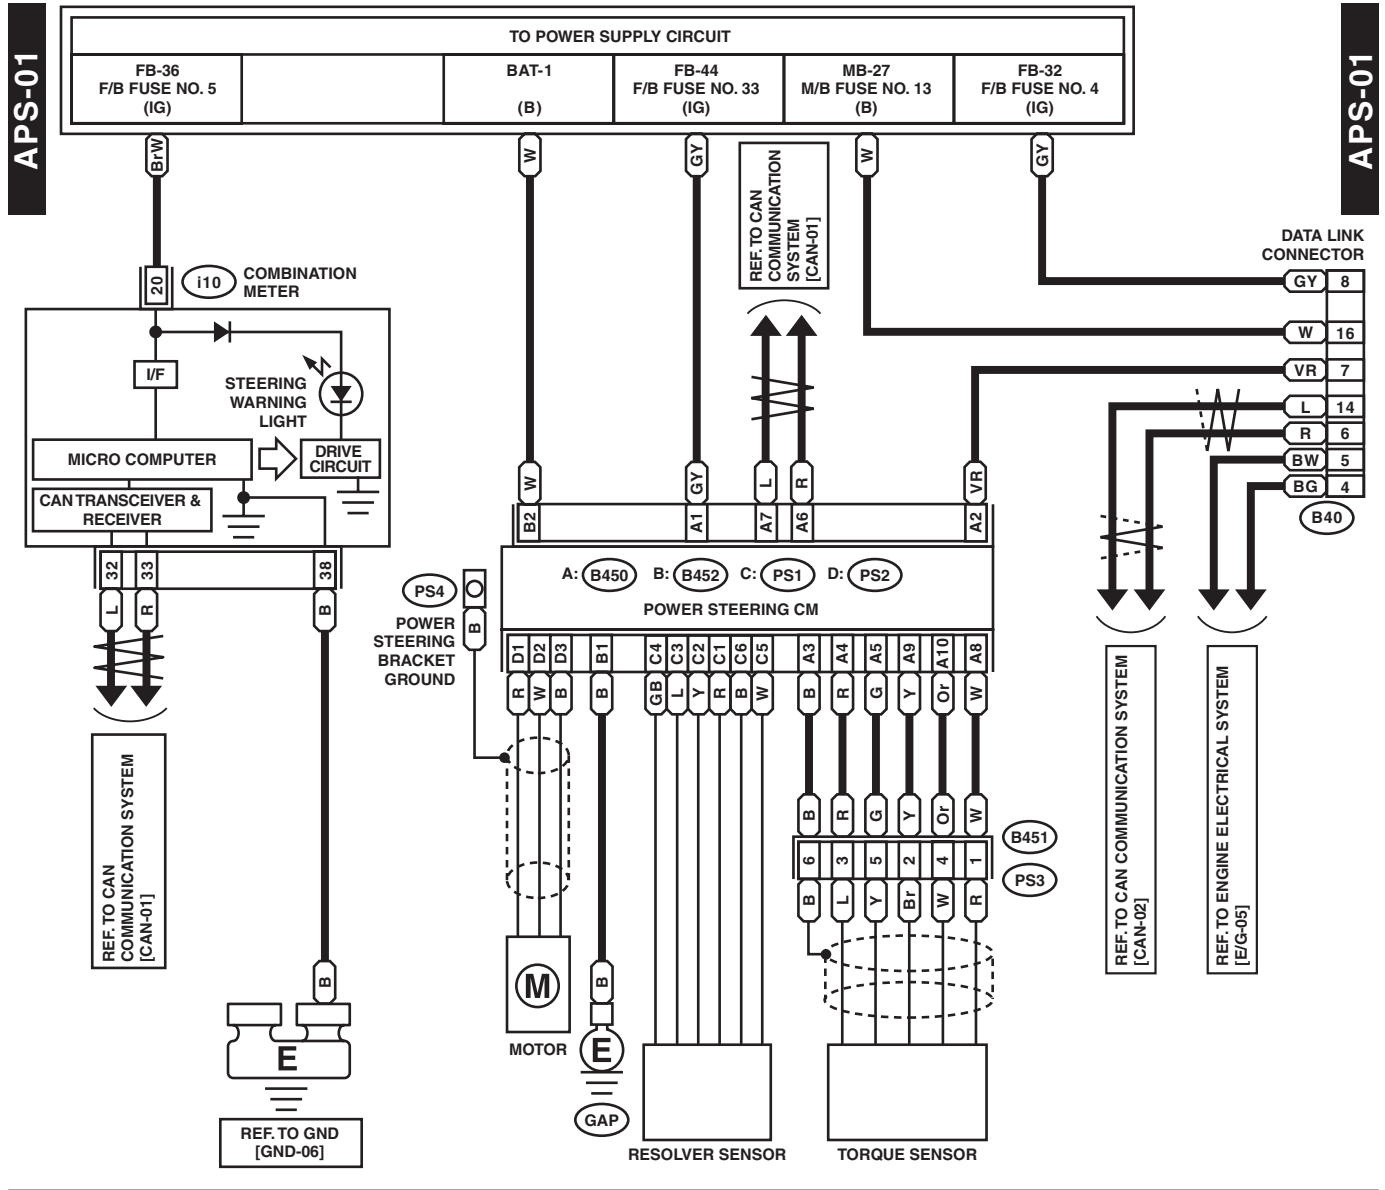 APS-01
APS-01
TO POWER SUPPLY CIRCUIT
FB-36
F/B FUSE NO. 5
(IG)
BAT-1
(B)
FB-44
F/B FUSE NO. 33
(IG)
MB-27
M/B FUSE NO. 13
(B)
FB-32
F/B FUSE NO. 4
(IG)
BrW
W
GY
W
GY
REF. TO CAN
COMMUNICATION
SYSTEM
[CAN-01]
DATA LINK
CONNECTOR
GY 8
W 16
VR 7
L 14
R 6
BW 5
BG 4
B40
20
i10
COMBINATION
METER
I/F
STEERING
WARNING
LIGHT
MICRO COMPUTER
DRIVE
CIRCUIT
CAN TRANSCEIVER &
RECEIVER
32
33
38
L
R
B
REF. TO CAN
COMMUNICATION SYSTEM
[CAN-01]
B
E
REF. TO GND
[GND-06]
W
GY
L
R
VR
B2
A1
A7
A6
A2
A: B450 B: B452 C: PS1 D: PS2
POWER STEERING CM
PS4
B
POWER
STEERING
BRACKET
GROUND
D1
D2
D3
B1
C4
C3
C2
C1
C6
C5
A3
A4
A5
A9
A10
A8
R
W
B
B
GB
L
Y
R
B
W
B
R
G
Y
Or
W
B
R
G
Y
Or
W
B451
6
3
5
2
4
1
PS3
B
L
Y
Br
W
R
M
MOTOR
B
E
GAP
RESOLVER SENSOR
TORQUE SENSOR
REF. TO CAN COMMUNICATION SYSTEM
[CAN-02]
REF. TO ENGINE ELECTRICAL SYSTEM
[E/G-05]